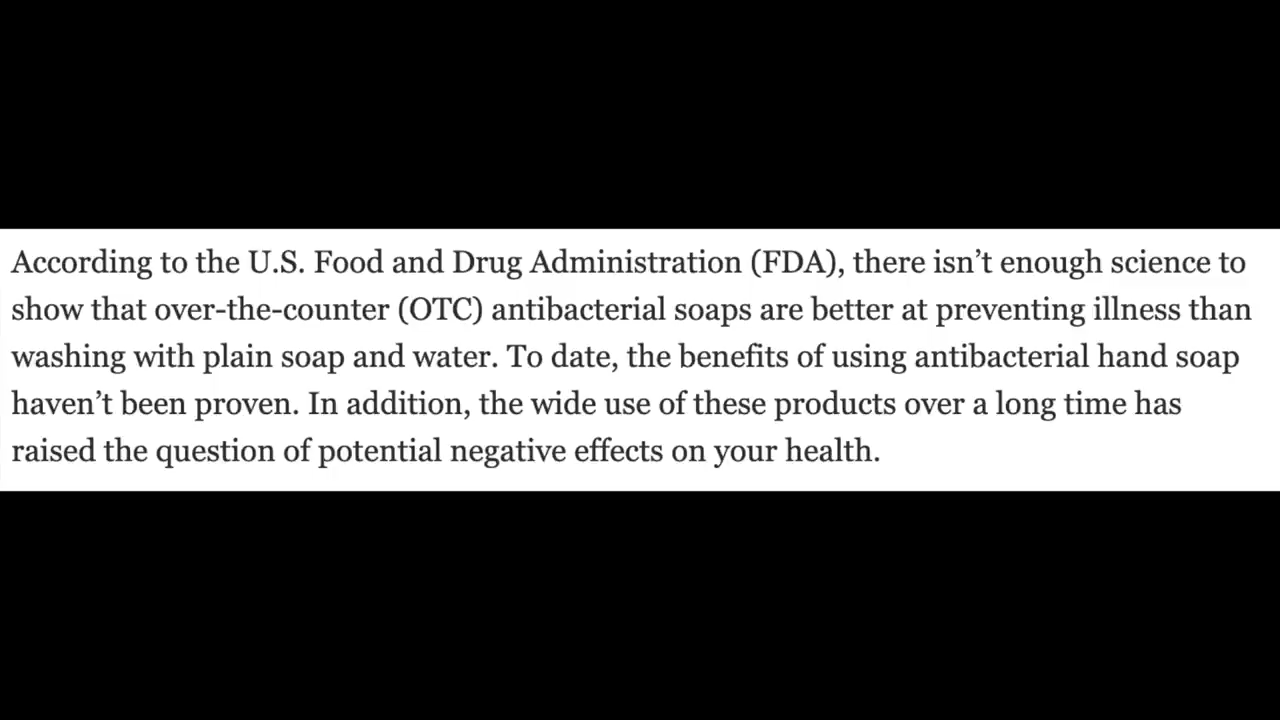 According to the U.S. Food and Drug Administration (FDA), there isn’t enough science to
show that over-the-counter (OTC) antibacterial soaps are better at preventing illness than
washing with plain soap and water. To date, the benefits of using antibacterial hand soap
haven’t been proven. In addition, the wide use of these products over a long time has
raised the question of potential negative effects on your health.